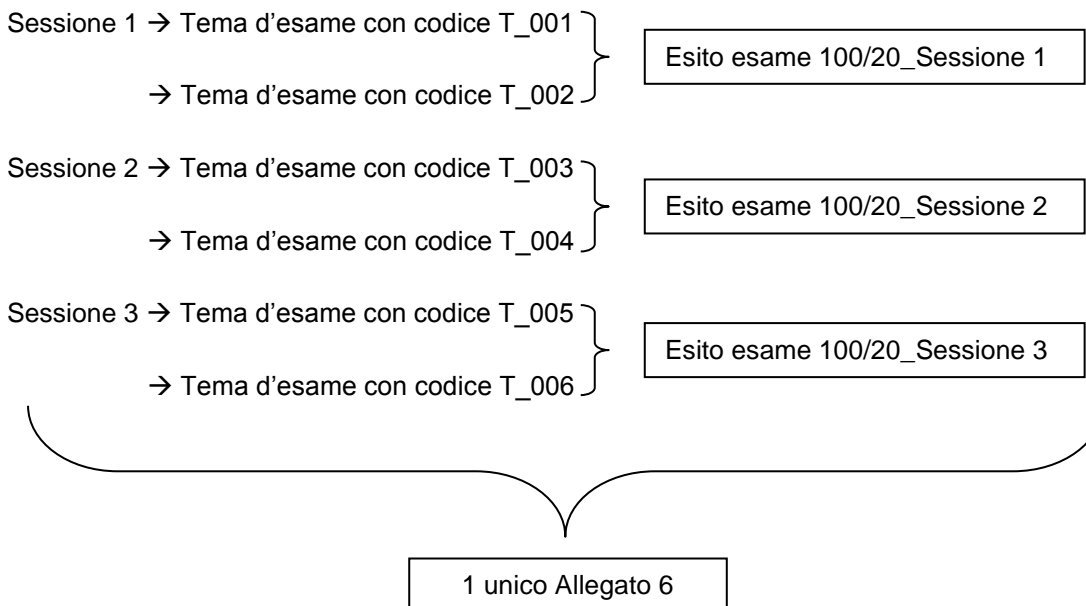 Sessione 1 → Tema d'esame con codice T_001
Esito esame 100/20_Sessione 1
→ Tema d'esame con codice T_002
Sessione 2 → Tema d'esame con codice T_003
Esito esame 100/20_Sessione 2
→ Tema d'esame con codice T_004
Sessione 3 → Tema d'esame con codice T_005
Esito esame 100/20_Sessione 3
→ Tema d'esame con codice T_006
1 unico Allegato 6